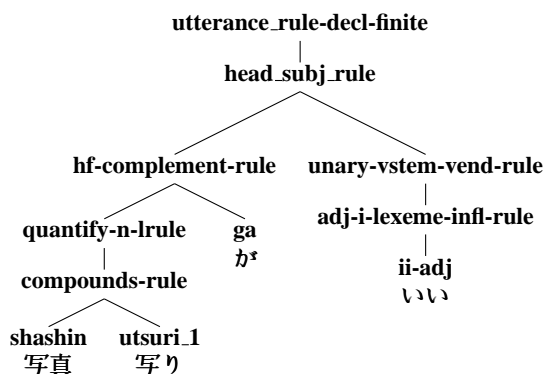 utterance_rule-decl-finite
head_subj_rule
hf-complement-rule unary-vstem-vend-rule
quantify-n-lrule ga adj-i-lexeme-infl-rule
が
compounds-rule ii-adj
いい
shashin utsuri_1
写真 写り